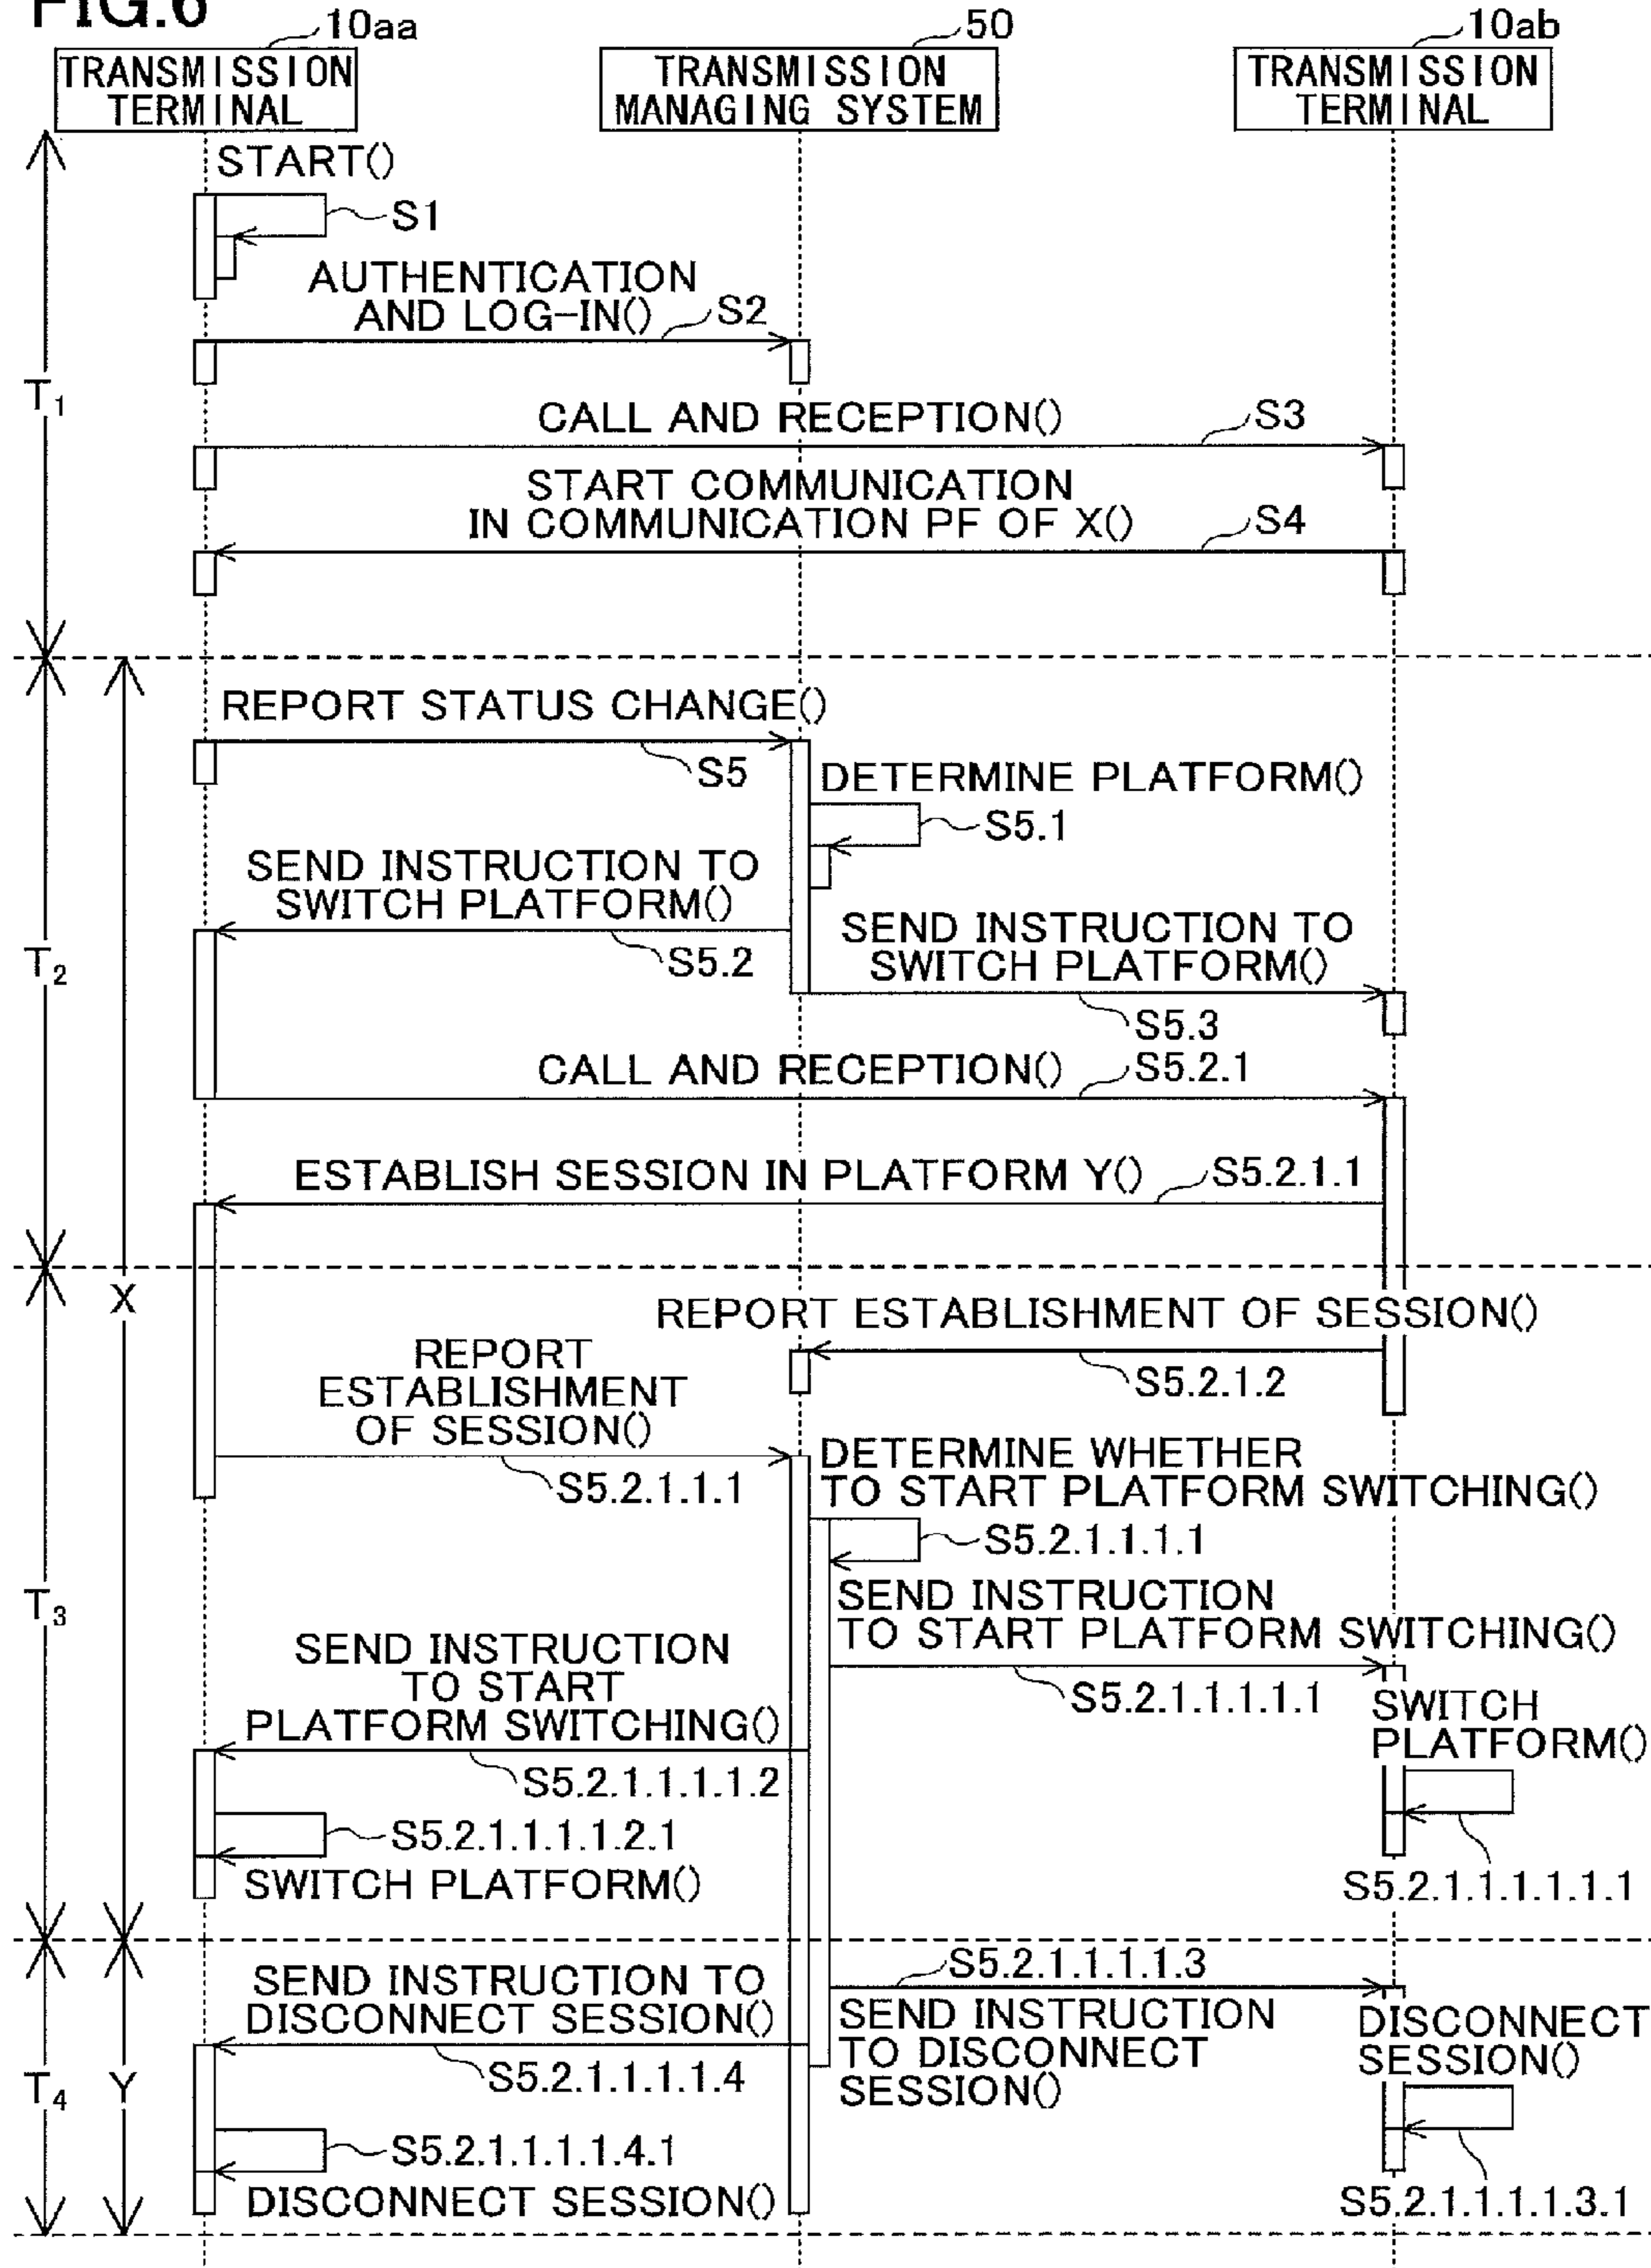 FIG.6
10aa
50
10ab
TRANSMISSION
TERMINAL
TRANSMISSION
MANAGING SYSTEM
TRANSMISSION
TERMINAL
START()
S1
AUTHENTICATION
AND LOG-IN()
S2
T1
CALL AND RECEPTION()
S3
START COMMUNICATION
IN COMMUNICATION PF OF X()
S4
REPORT STATUS CHANGE()
S5
DETERMINE PLATFORM()
S5.1
SEND INSTRUCTION TO
SWITCH PLATFORM()
S5.2
T2
SEND INSTRUCTION TO
SWITCH PLATFORM()
S5.3
CALL AND RECEPTION()
S5.2.1
ESTABLISH SESSION IN PLATFORM Y()
S5.2.1.1
X
REPORT ESTABLISHMENT OF SESSION()
S5.2.1.2
REPORT
ESTABLISHMENT
OF SESSION()
S5.2.1.1.1
DETERMINE WHETHER
TO START PLATFORM SWITCHING()
S5.2.1.1.1.1
T3
SEND INSTRUCTION
TO START PLATFORM SWITCHING()
S5.2.1.1.1.1.1
SEND INSTRUCTION
TO START
PLATFORM SWITCHING()
S5.2.1.1.1.1.2
SWITCH
PLATFORM()
S5.2.1.1.1.1.2.1
SWITCH PLATFORM()
S5.2.1.1.1.1.1.1
S5.2.1.1.1.1.3
SEND INSTRUCTION TO
DISCONNECT SESSION()
S5.2.1.1.1.1.4
SEND INSTRUCTION
TO DISCONNECT
SESSION()
DISCONNECT
SESSION()
T4
Y
S5.2.1.1.1.1.4.1
DISCONNECT SESSION()
S5.2.1.1.1.1.3.1